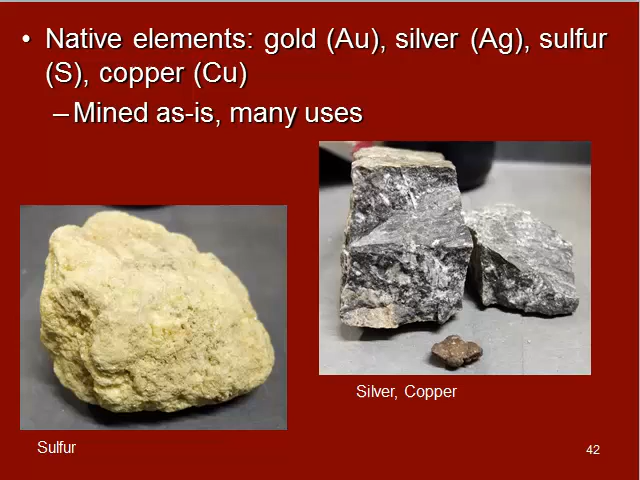 • Native elements: gold (Au), silver (Ag), sulfur
(S), copper (Cu)
–Mined as-is, many uses
Silver, Copper
Sulfur
42